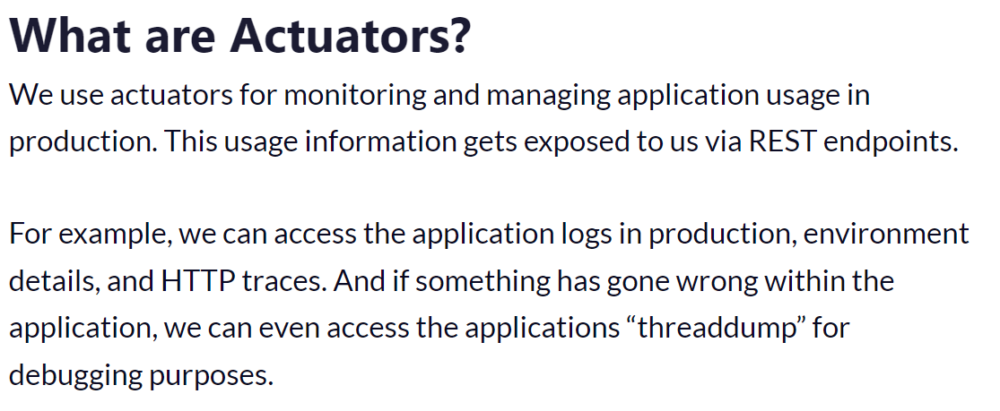 What are Actuators?
We use actuators for monitoring and managing application usage in
production. This usage information gets exposed to us via REST endpoints.
For example, we can access the application logs in production, environment
details, and HTTP traces. And if something has gone wrong within the
application, we can even access the applications “threaddump” for
debugging purposes.